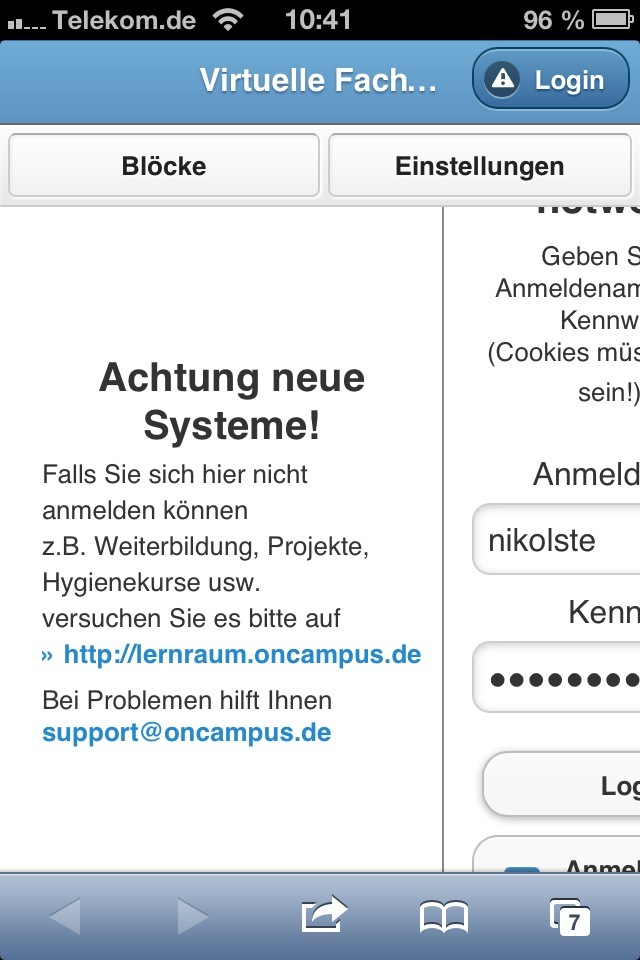 Telekom.de 10:41 96 %
Virtuelle Fach... Login
Blöcke Einstellungen
Achtung neue
Systeme!
Falls Sie sich hier nicht
anmelden können
z.B. Weiterbildung, Projekte,
Hygienekurse usw.
versuchen Sie es bitte auf
» http://lernraum.oncampus.de
Bei Problemen hilft Ihnen
support@oncampus.de
Geben S
Anmeldenam
Kennw
(Cookies müs
sein!)
Anmeld
nikolste
Kenn
●●●●●●●●
Log
7